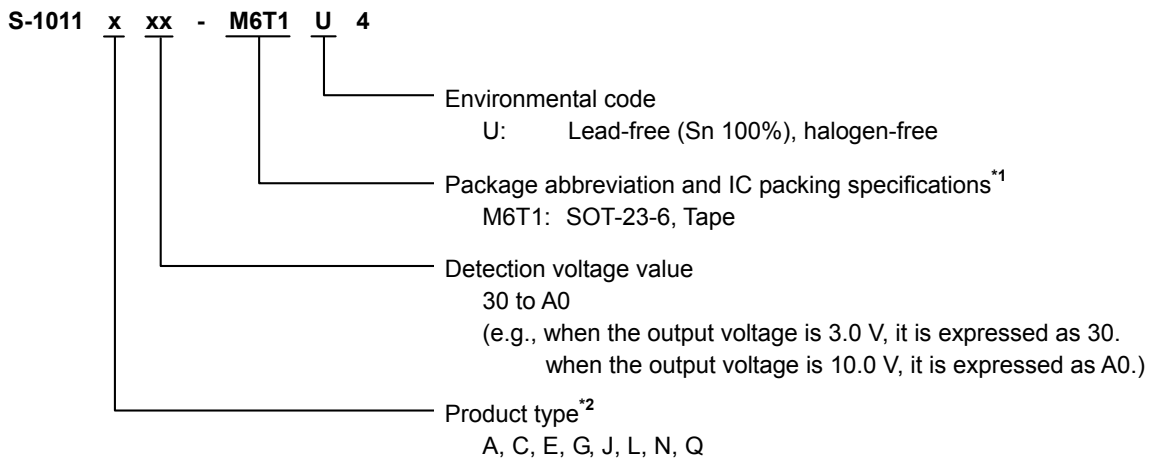 S-1011 x xx - M6T1 U 4
Environmental code
U: Lead-free (Sn 100%), halogen-free
Package abbreviation and IC packing specifications*1
M6T1: SOT-23-6, Tape
Detection voltage value
30 to A0
(e.g., when the output voltage is 3.0 V, it is expressed as 30.
when the output voltage is 10.0 V, it is expressed as A0.)
Product type*2
A, C, E, G, J, L, N, Q